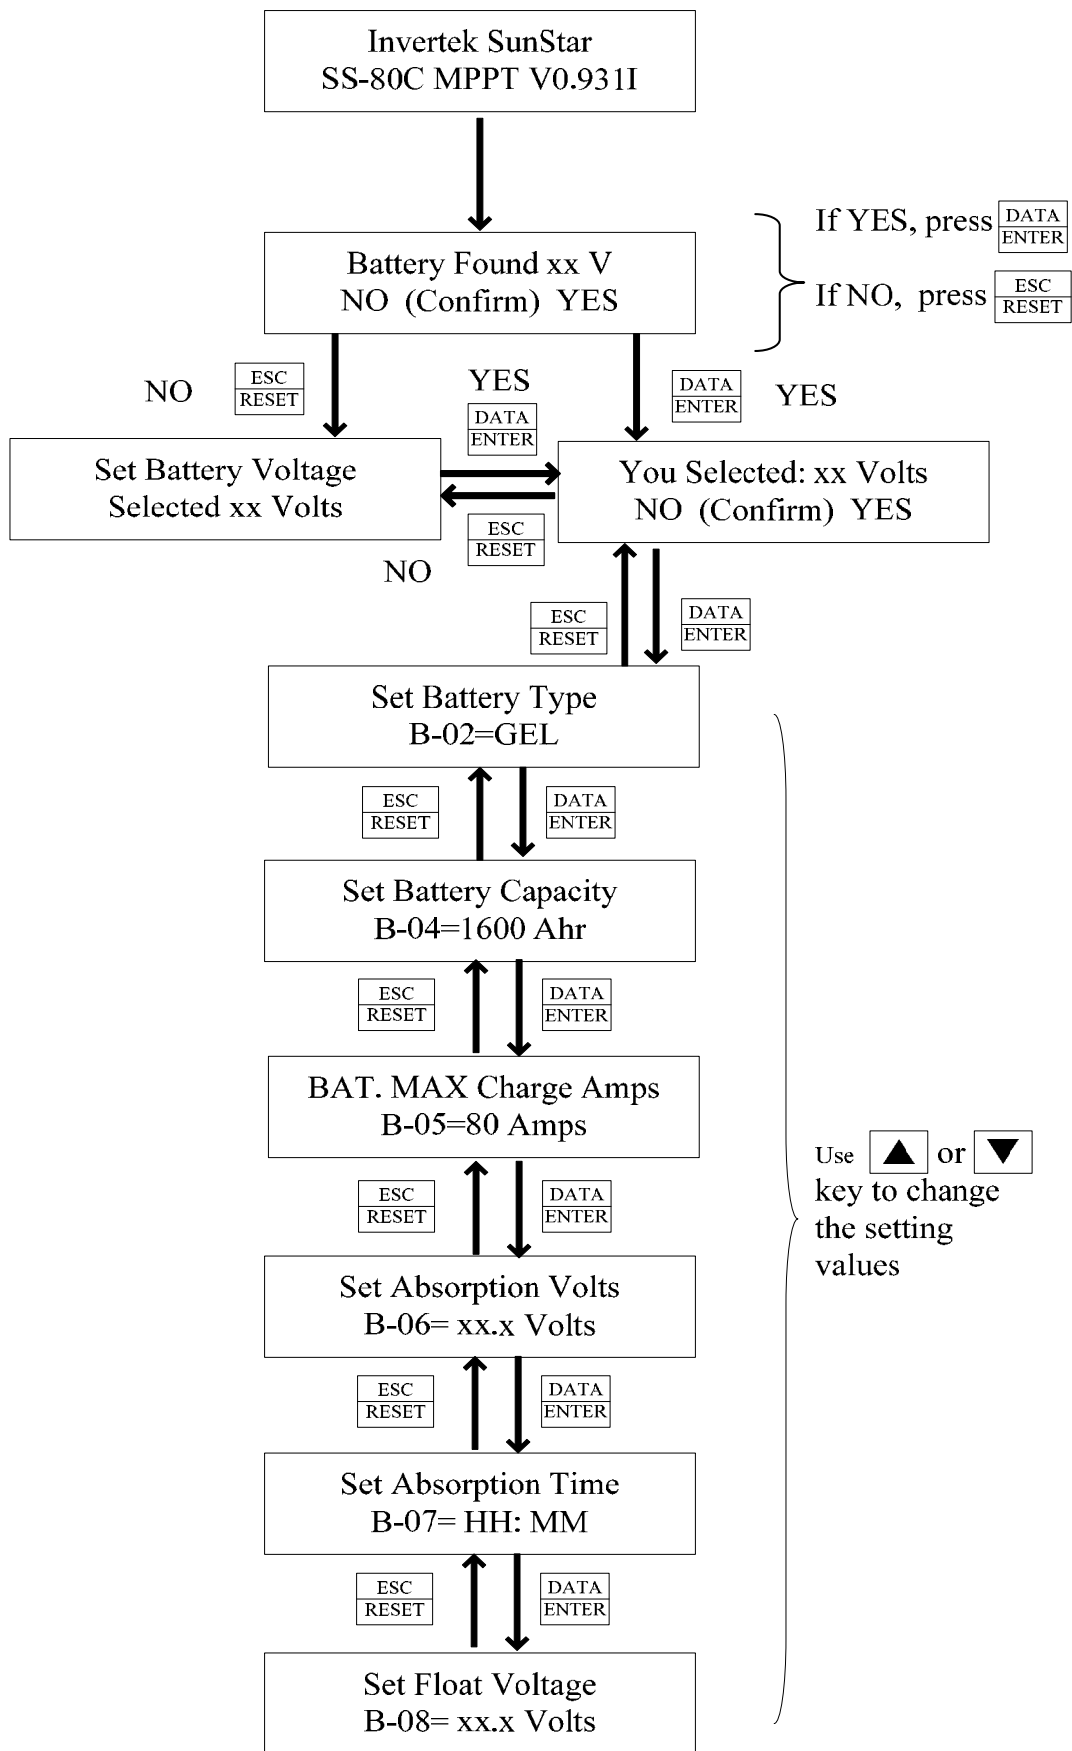 Invertek SunStar
SS-80C MPPT V0.931I
If YES, press DATA
ENTER
Battery Found xx V
NO (Confirm) YES
If NO, press ESC
RESET
NO
ESC
RESET
YES
DATA
ENTER
DATA
ENTER
YES
Set Battery Voltage
Selected xx Volts
You Selected: xx Volts
NO (Confirm) YES
ESC
RESET
NO
ESC
RESET
DATA
ENTER
Set Battery Type
B-02=GEL
ESC
RESET
DATA
ENTER
Set Battery Capacity
B-04=1600 Ahr
ESC
RESET
DATA
ENTER
BAT. MAX Charge Amps
B-05=80 Amps
Use ▲ or ▼
key to change
the setting
values
ESC
RESET
DATA
ENTER
Set Absorption Volts
B-06= xx.x Volts
ESC
RESET
DATA
ENTER
Set Absorption Time
B-07= HH: MM
ESC
RESET
DATA
ENTER
Set Float Voltage
B-08= xx.x Volts